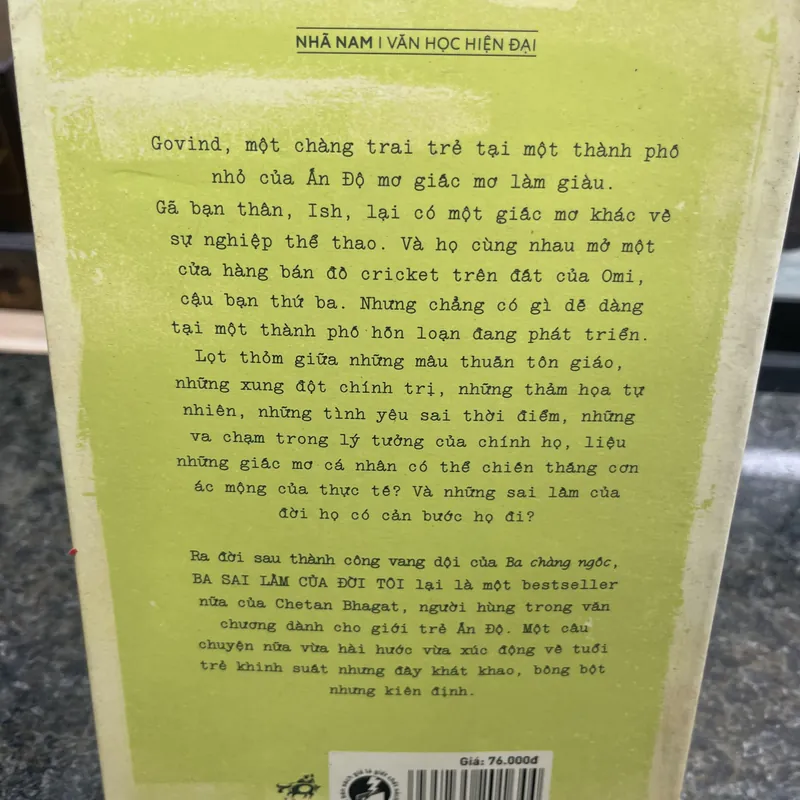 NHÃ NAM | VĂN HỌC HIỆN ĐẠI
Govind, một chàng trai trẻ tại một thành phố
nhỏ của Ấn Độ mơ giấc mơ làm giàu.
Gã bạn thân, Ish, lại có một giấc mơ khác về
sự nghiệp thể thao. Và họ cùng nhau mở một
cửa hàng bán đồ cricket trên đất của Omi,
cậu bạn thứ ba. Nhưng chẳng có gì dễ dàng
tại một thành phố hỗn loạn đang phát triển.
Lọt thỏm giữa những mâu thuẫn tôn giáo,
những xung đột chính trị, những thảm họa tự
nhiên, những tình yêu sai thời điểm, những
va chạm trong lý tưởng của chính họ, liệu
những giấc mơ cá nhân có thể chiến thắng cơn
ác mộng của thực tế? Và những sai lầm của
đời họ có cản bước họ đi?
Ra đời sau thành công vang dội của Ba chàng ngốc,
BA SAI LẦM CỦA ĐỜI TÔI lại là một bestseller
nữa của Chetan Bhagat, người hùng trong văn
chương dành cho giới trẻ Ấn Độ. Một câu
chuyện nữa vừa hài hước vừa xúc động về tuổi
trẻ khinh suất nhưng đầy khát khao, bồng bột
nhưng kiên định.
Giá: 76.000đ